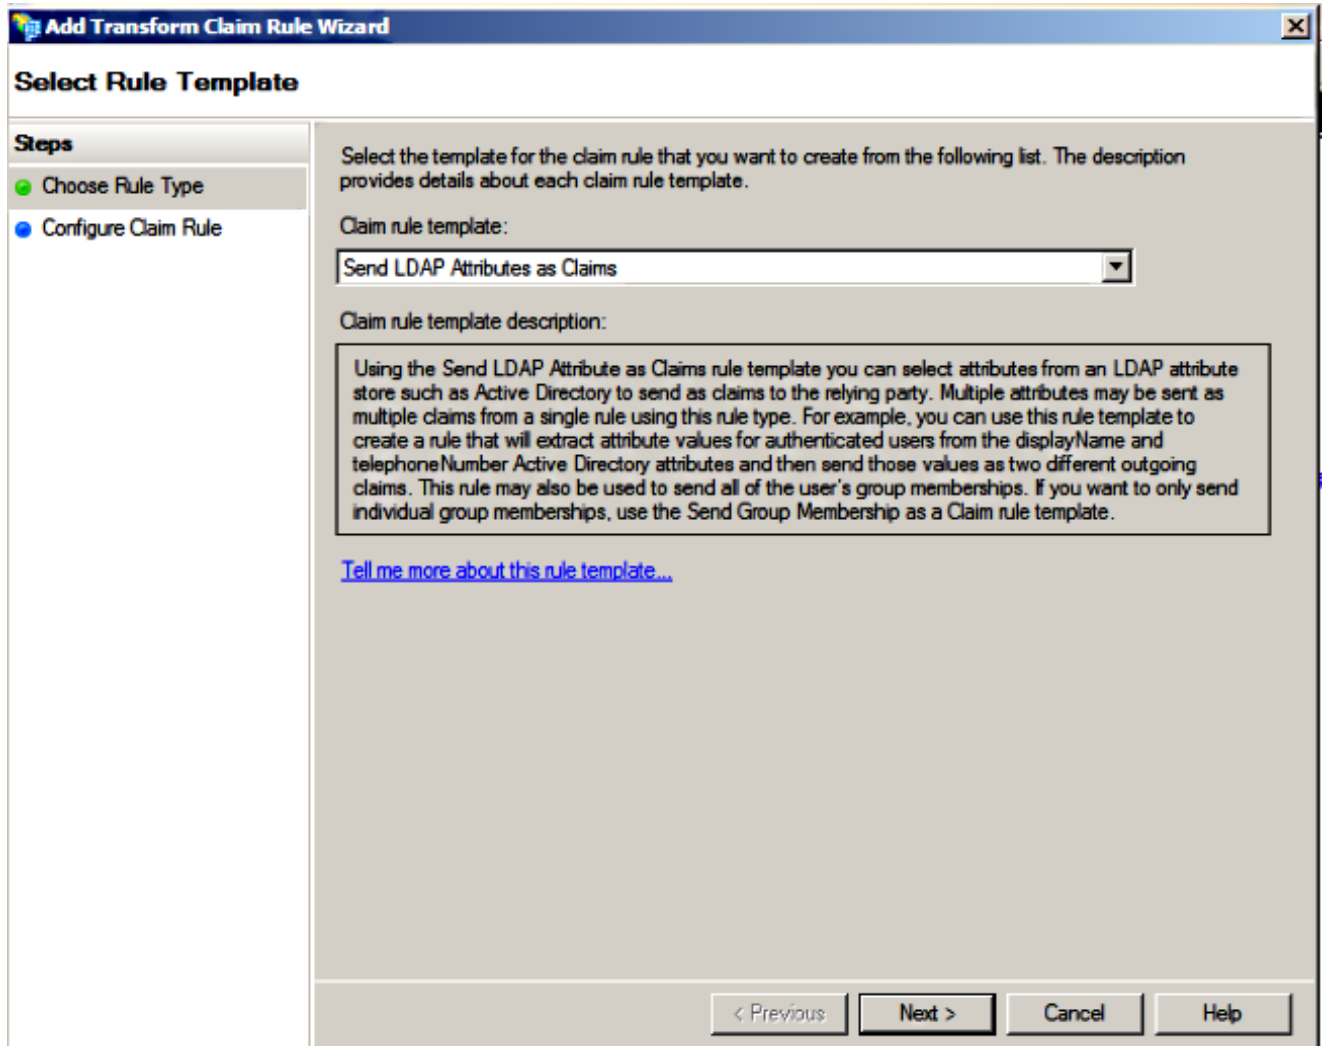 Add Transform Claim Rule Wizard
Select Rule Template
Steps
Choose Rule Type
Configure Claim Rule
Select the template for the claim rule that you want to create from the following list. The description
provides details about each claim rule template.
Claim rule template:
Send LDAP Attributes as Claims
Claim rule template description:
Using the Send LDAP Attribute as Claims rule template you can select attributes from an LDAP attribute
store such as Active Directory to send as claims to the relying party. Multiple attributes may be sent as
multiple claims from a single rule using this rule type. For example, you can use this rule template to
create a rule that will extract attribute values for authenticated users from the displayName and
telephoneNumber Active Directory attributes and then send those values as two different outgoing
claims. This rule may also be used to send all of the user's group memberships. If you want to only send
individual group memberships, use the Send Group Membership as a Claim rule template.
Tell me more about this rule template...
< Previous
Next >
Cancel
Help